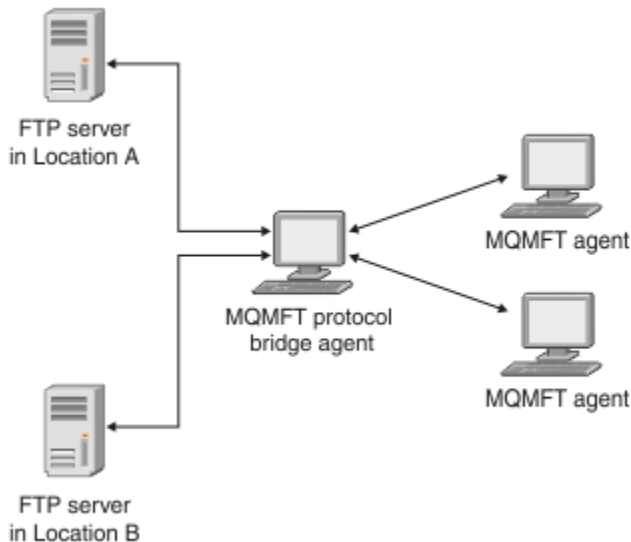 FTP server
in Location A
MQMFT agent
MQMFT protocol
bridge agent
MQMFT agent
FTP server
in Location B